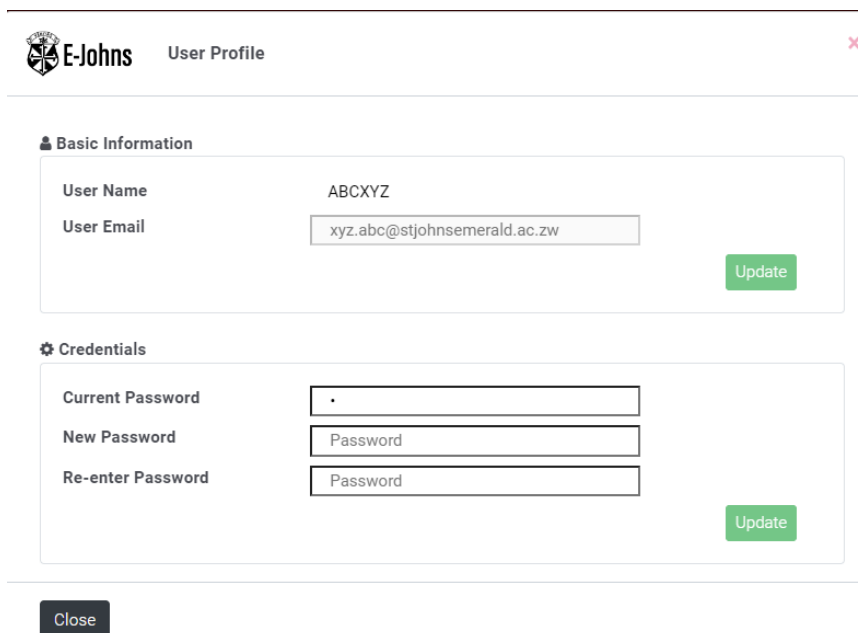 E-Johns User Profile
Basic Information
User Name ABCXYZ
User Email xyz.abc@stjohnsemerald.ac.zw
Update
Credentials
Current Password
New Password Password
Re-enter Password Password
Update
Close